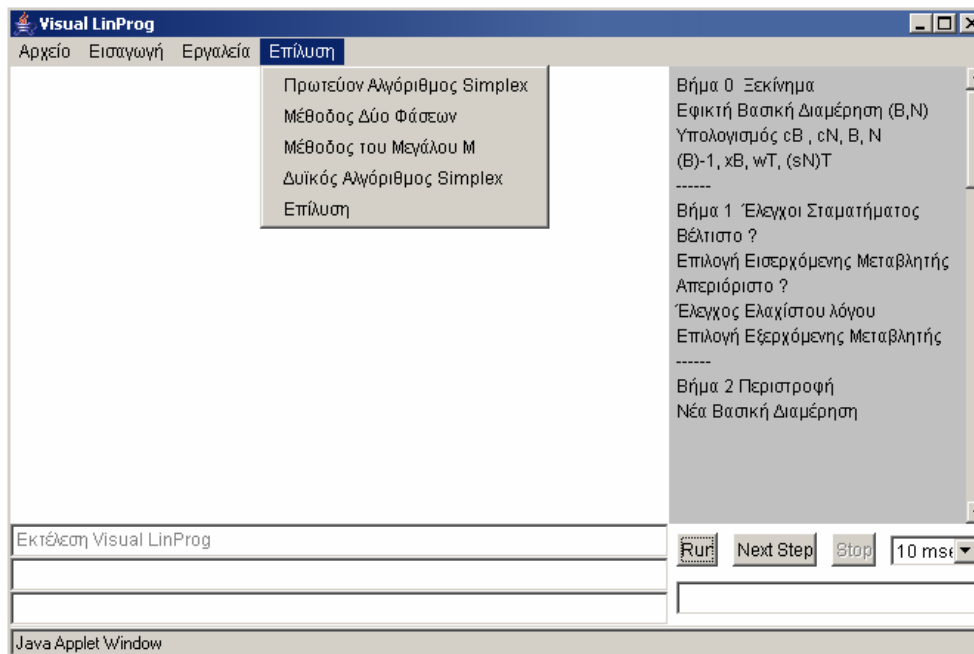 Visual LinProg
Αρχείο Εισαγωγή Εργαλεία Επίλυση
Πρωτεύον Αλγόριθμος Simplex
Μέθοδος Δύο Φάσεων
Μέθοδος του Μεγάλου Μ
Δυϊκός Αλγόριθμος Simplex
Επίλυση
Βήμα 0 Ξεκίνημα
Εφικτή Βασική Διαμέρηση (Β,Ν)
Υπολογισμός cB , cN, B, N
(B)-1, xB, wT, (sN)T
------
Βήμα 1 Έλεγχοι Σταματήματος
Βέλτιστο ?
Επιλογή Εισερχόμενης Μεταβλητής
Απεριόριστο ?
Έλεγχος Ελαχίστου λόγου
Επιλογή Εξερχόμενης Μεταβλητής
------
Βήμα 2 Περιστροφή
Νέα Βασική Διαμέρηση
Εκτέλεση Visual LinProg
Run Next Step Stop 10
Java Applet Window